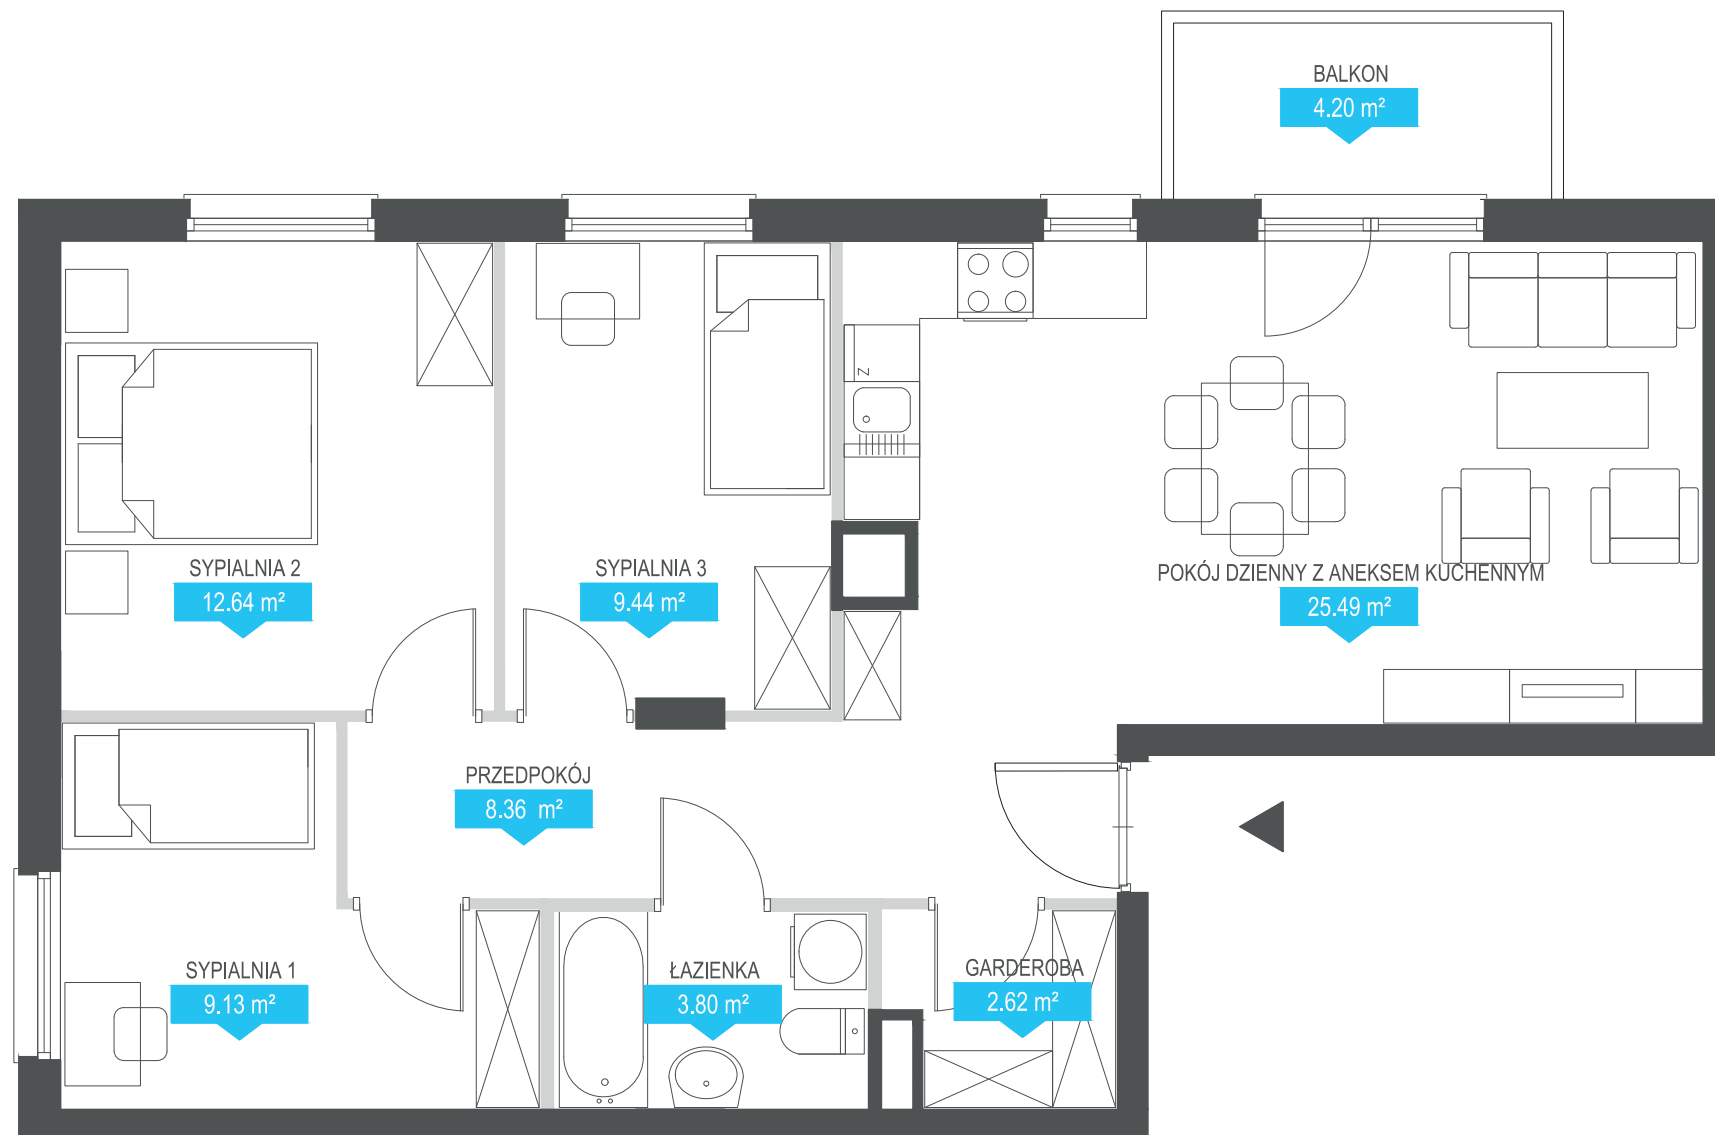 BALKON
4.20 m²
SYPIALNIA 2
12.64 m²
SYPIALNIA 3
9.44 m²
Z
POKÓJ DZIENNY Z ANEKSEM KUCHENNYM
25.49 m²
PRZEDPOKÓJ
8.36 m²
SYPIALNIA 1
9.13 m²
ŁAZIENKA
3.80 m²
GARDEROBA
2.62 m²